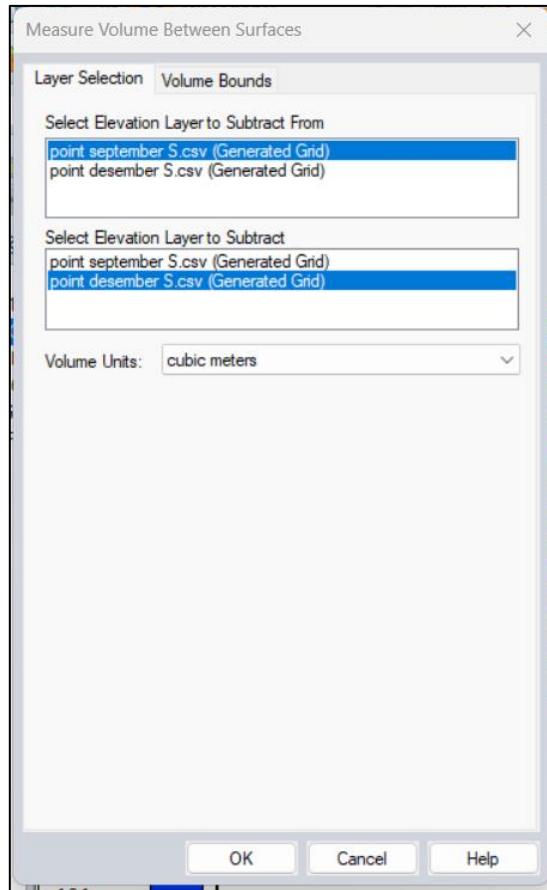 Measure Volume Between Surfaces
Layer Selection
Volume Bounds
Select Elevation Layer to Subtract From
point september S.csv (Generated Grid)
point desember S.csv (Generated Grid)
Select Elevation Layer to Subtract
point september S.csv (Generated Grid)
point desember S.csv (Generated Grid)
Volume Units: cubic meters
OK Cancel Help